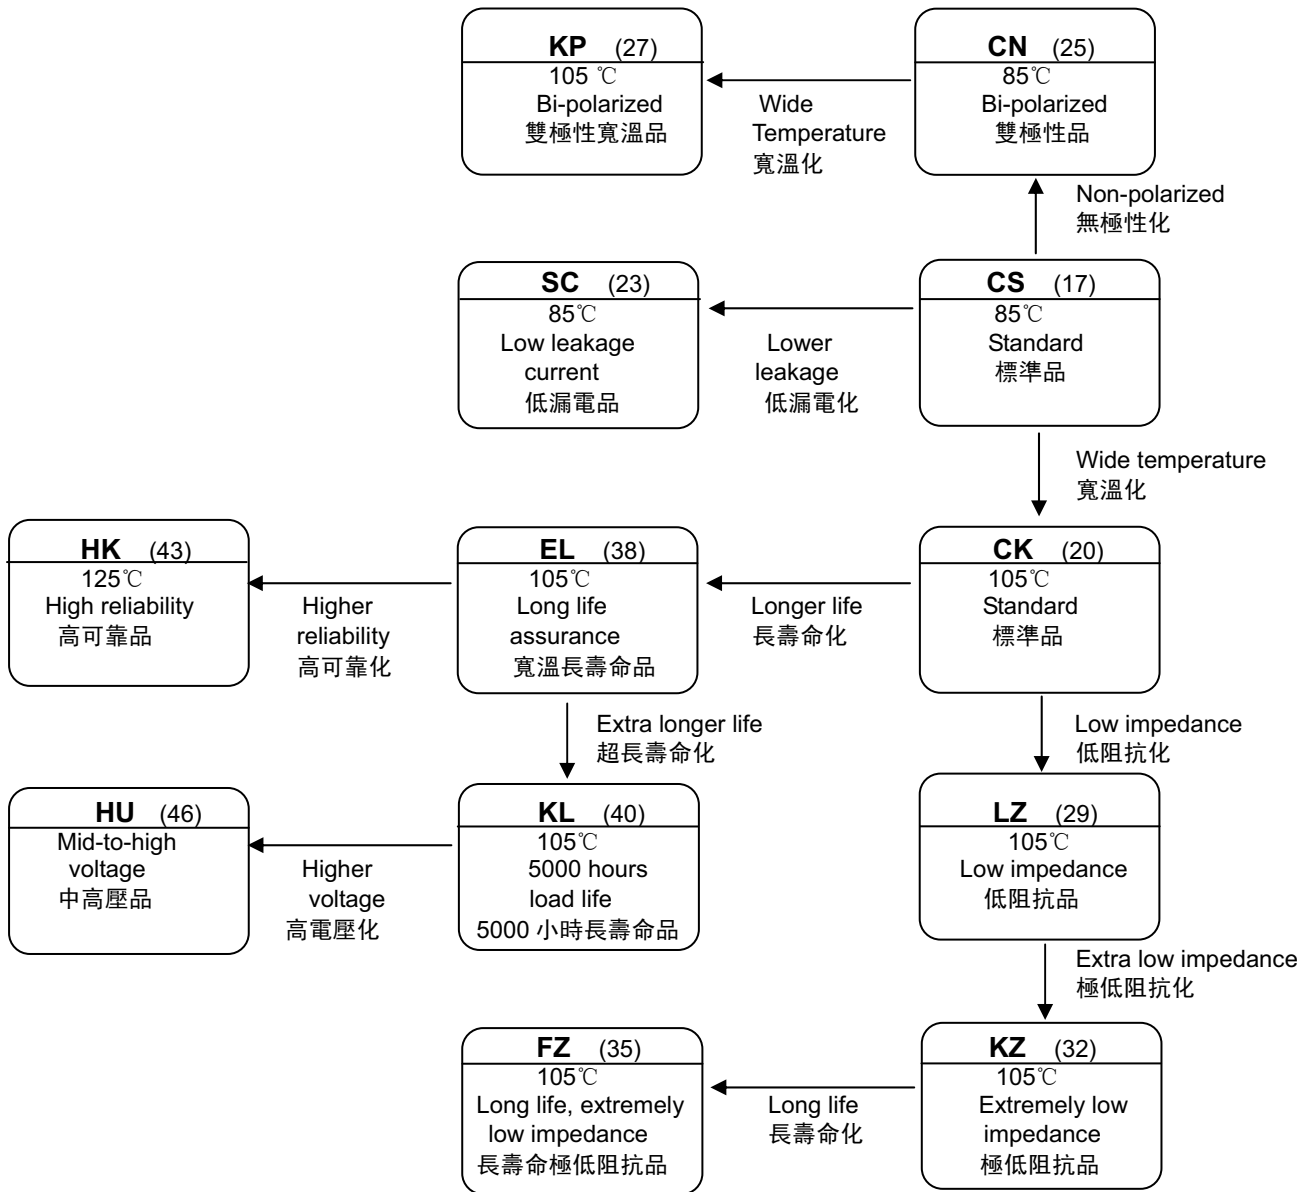 KP (27)
105 ℃
Bi-polarized
雙極性寬溫品
Wide
Temperature
寬溫化
CN (25)
85℃
Bi-polarized
雙極性品
Non-polarized
無極性化
SC (23)
85℃
Low leakage
current
低漏電品
Lower
leakage
低漏電化
CS (17)
85℃
Standard
標準品
Wide temperature
寬溫化
HK (43)
125℃
High reliability
高可靠品
Higher
reliability
高可靠化
EL (38)
105℃
Long life
assurance
寬溫長壽命品
Longer life
長壽命化
CK (20)
105℃
Standard
標準品
Extra longer life
超長壽命化
Low impedance
低阻抗化
HU (46)
Mid-to-high
voltage
中高壓品
Higher
voltage
高電壓化
KL (40)
105℃
5000 hours
load life
5000 小時長壽命品
LZ (29)
105℃
Low impedance
低阻抗品
Extra low impedance
極低阻抗化
FZ (35)
105℃
Long life, extremely
low impedance
長壽命極低阻抗品
Long life
長壽命化
KZ (32)
105℃
Extremely low
impedance
極低阻抗品